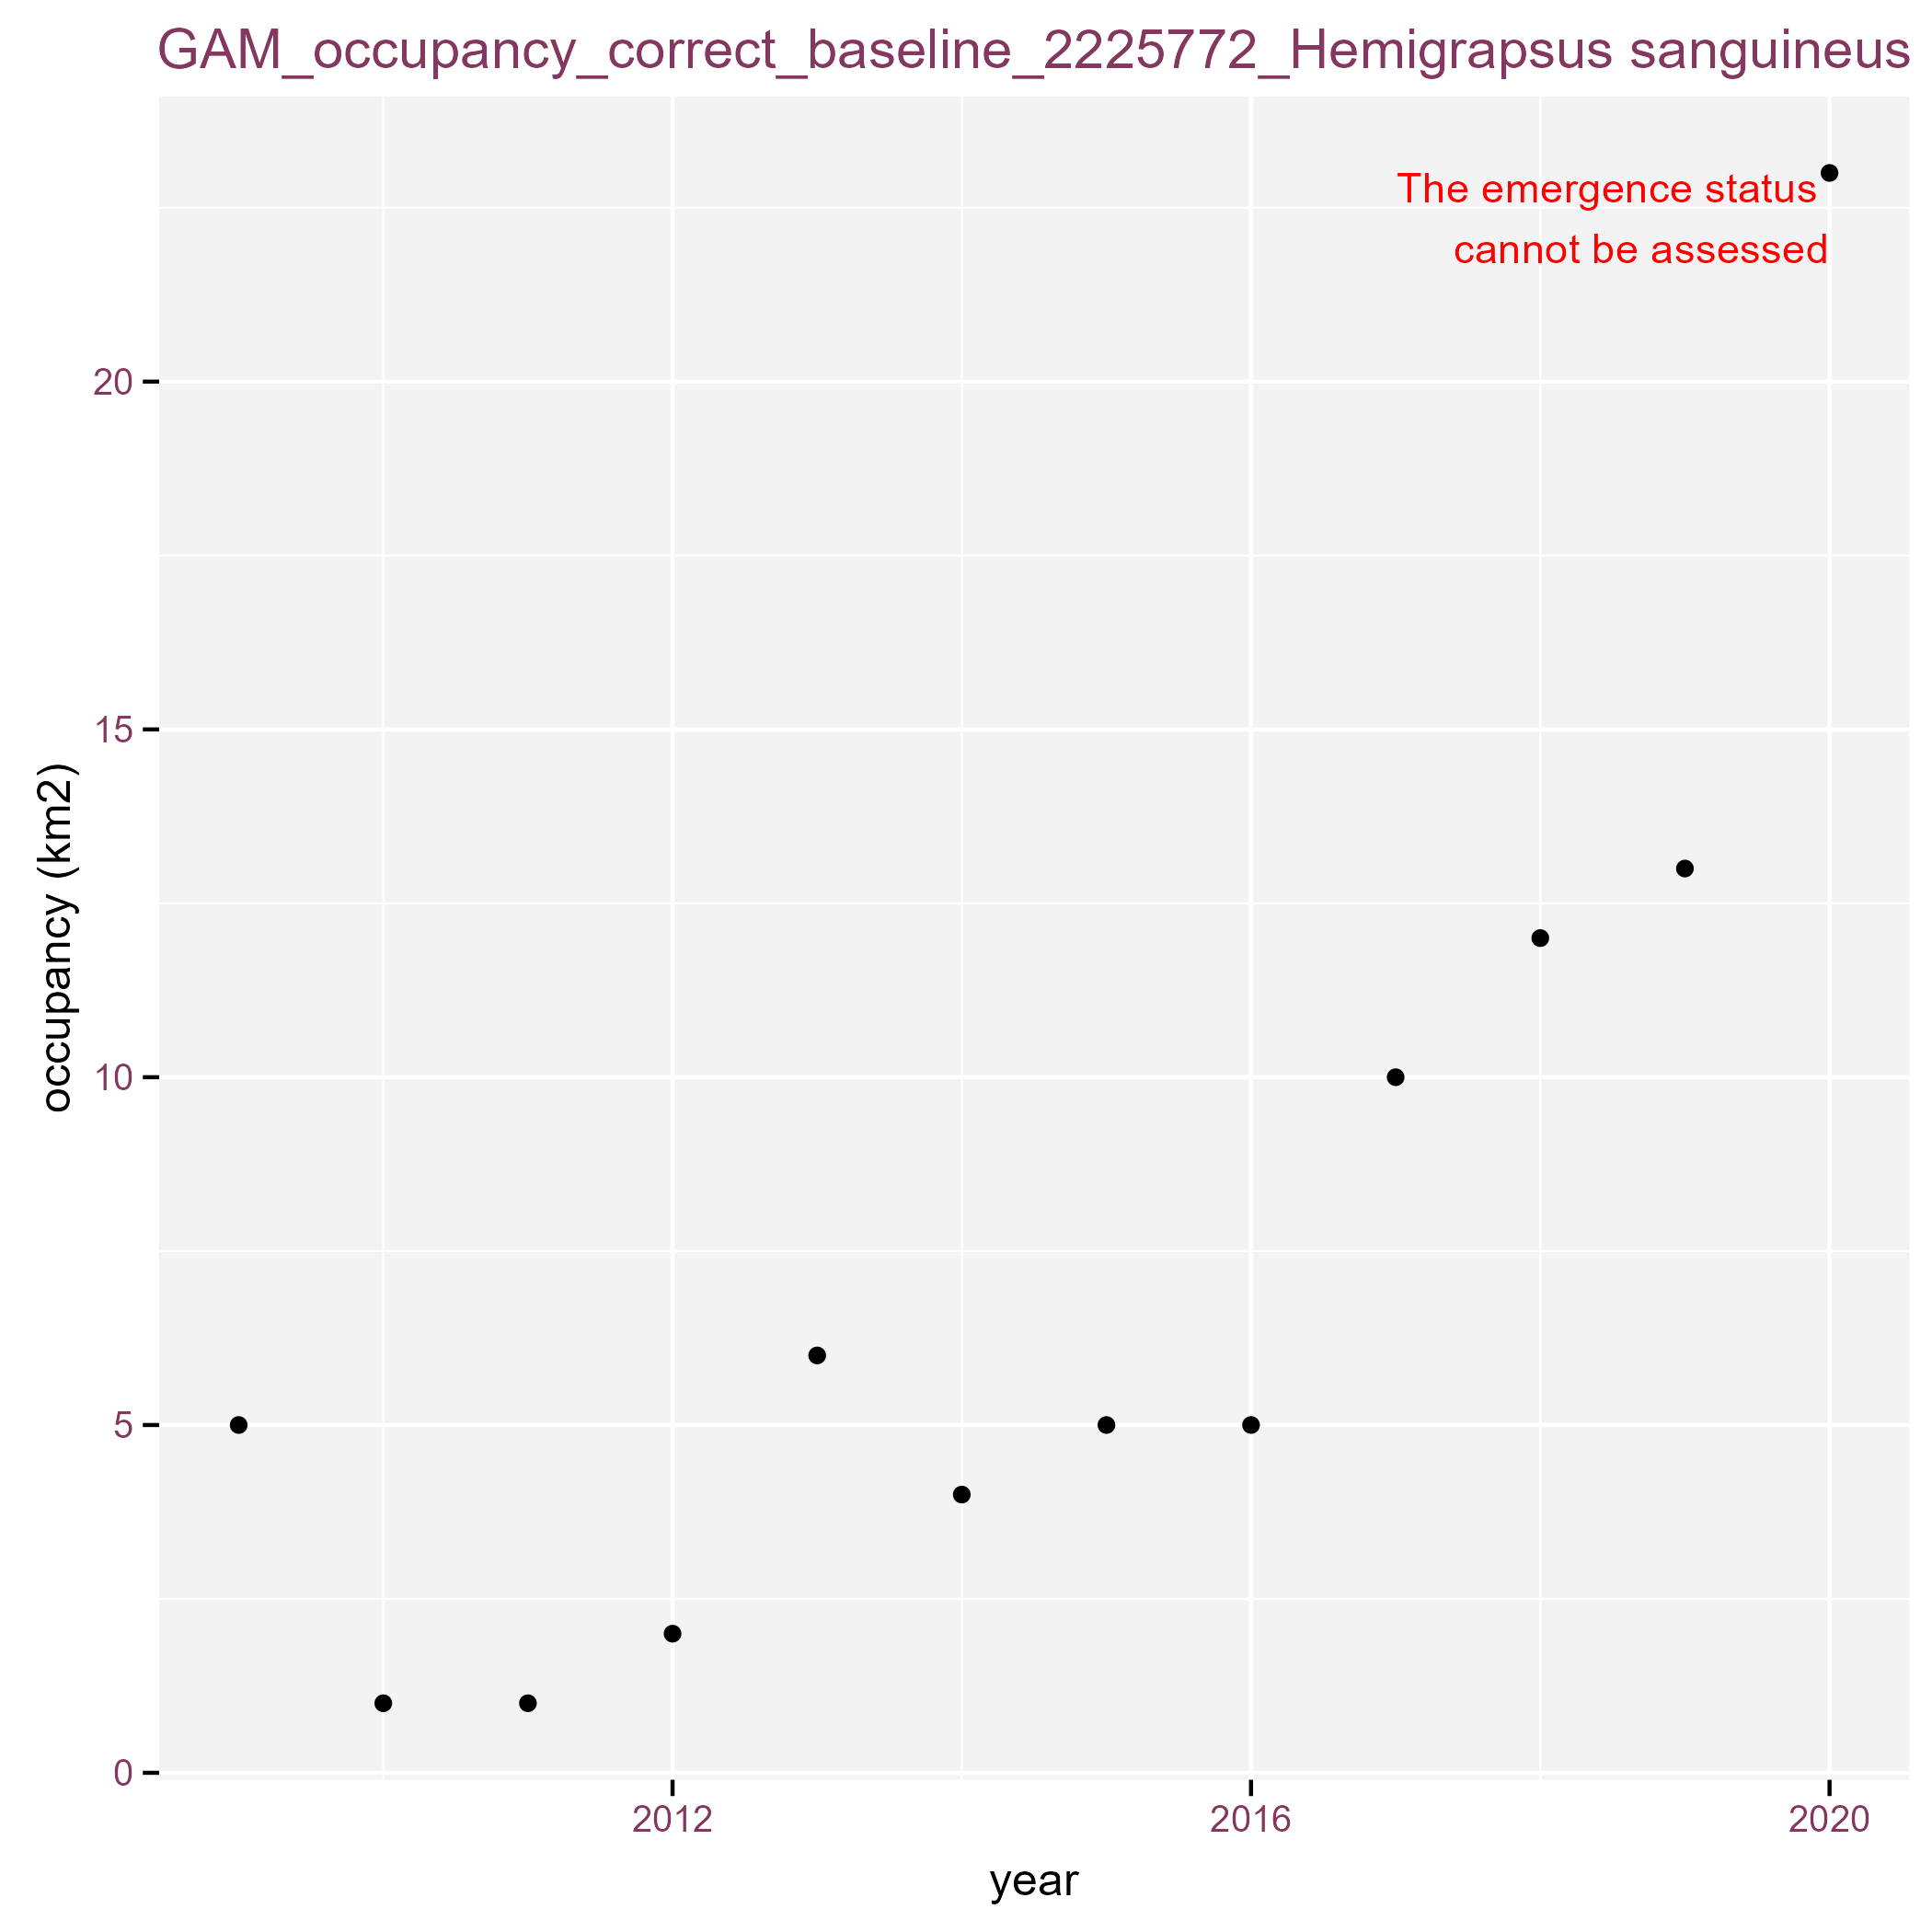 GAM_occupancy_correct_baseline_2225772_Hemigrapsus sanguineus
The emergence status
cannot be assessed
20
15
10
5
0
occupancy (km2)
2012 2016 2020
year